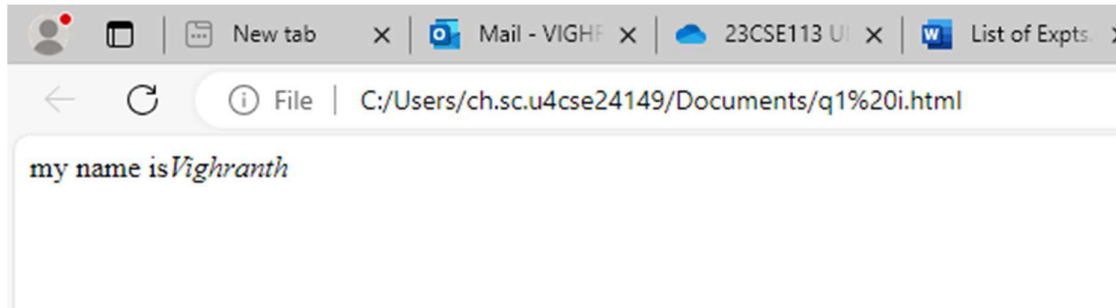 New tab
Mail - VIGH
23CSE113 U
List of Expts.
File
C:/Users/ch.sc.u4cse24149/Documents/q1%20i.html
my name isVighranth